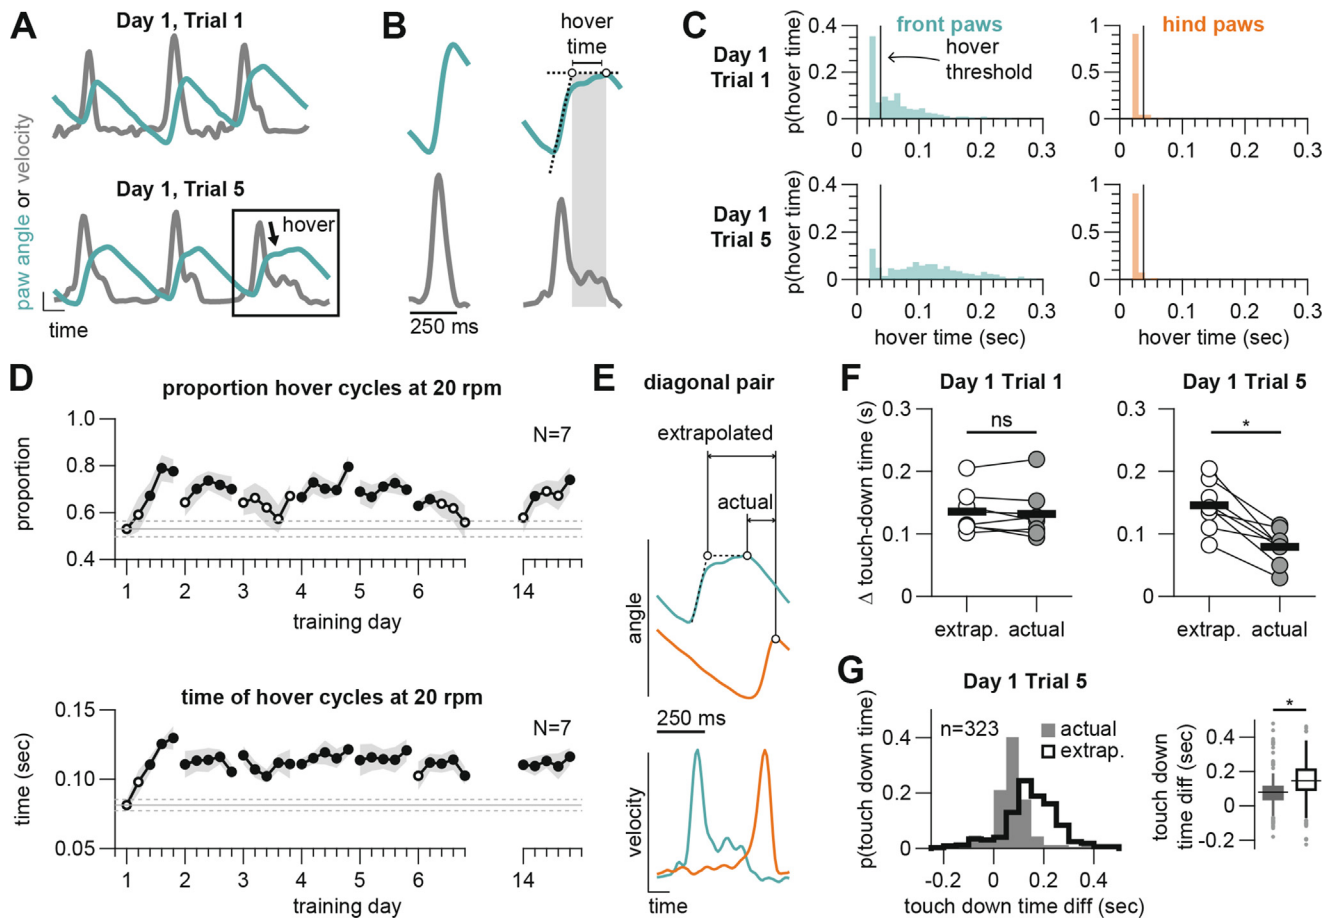 A
Day 1, Trial 1
Day 1, Trial 5
hover
paw angle or velocity
time
B
hover
time
250 ms
C
Day 1
Trial 1
front paws
hind paws
hover
threshold
p(hover time)
0.4
0.2
0
0 0.1 0.2 0.3
1
0.5
0
0 0.1 0.2 0.3
Day 1
Trial 5
p(hover time)
0.4
0.2
0
0 0.1 0.2 0.3
hover time (sec)
1
0.5
0
0 0.1 0.2 0.3
hover time (sec)
D
proportion hover cycles at 20 rpm
N=7
proportion
1.0
0.8
0.6
0.4
1 2 3 4 5 6 14
training day
time of hover cycles at 20 rpm
N=7
time (sec)
0.15
0.10
0.05
1 2 3 4 5 6 14
training day
E
diagonal pair
extrapolated
actual
angle
250 ms
velocity
time
F
Day 1 Trial 1
Day 1 Trial 5
Δ touch-down time (s)
0.3
0.2
0.1
0
ns
extrap. actual
0.3
0.2
0.1
0
*
extrap. actual
G
Day 1 Trial 5
n=323
actual
extrap.
p(touch down time)
0.4
0.2
0
-0.2 0 0.2 0.4
touch down time diff (sec)
touch down
time diff (sec)
*
0.4
0.2
0
-0.2